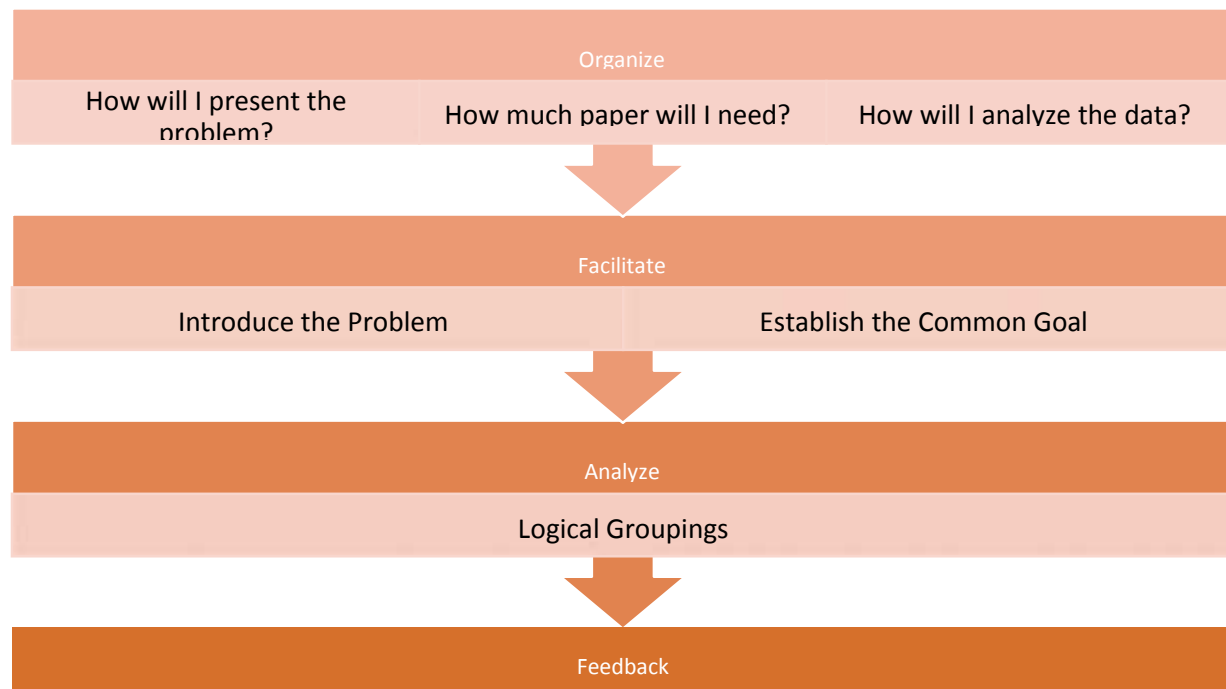 Organize
How will I present the
problem?
How much paper will I need?
How will I analyze the data?
Facilitate
Introduce the Problem
Establish the Common Goal
Analyze
Logical Groupings
Feedback